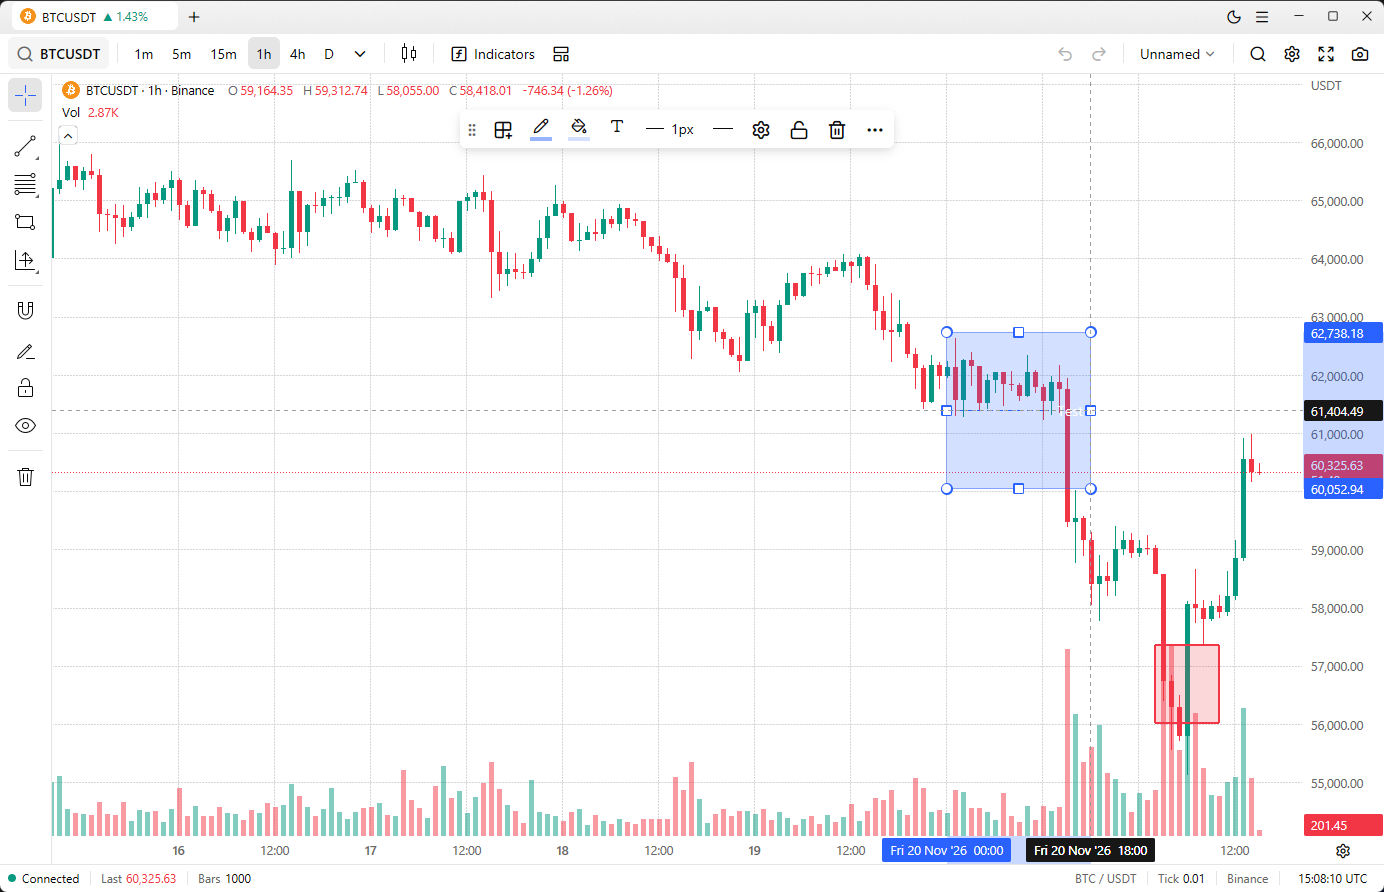 BTCUSDT ▲ 1.43%
BTCUSDT 1m 5m 15m 1h 4h D Indicators Unnamed
BTCUSDT · 1h · Binance O 59,164.35 H 59,312.74 L 58,055.00 C 58,418.01 -746.34 (-1.26%)
USDT
Vol 2.87K
T 1px
66,000.00
65,000.00
64,000.00
63,000.00
62,738.18
62,000.00
61,404.49
61,000.00
60,325.63
60,052.94
59,000.00
58,000.00
57,000.00
56,000.00
55,000.00
201.45
16 12:00 17 12:00 18 12:00 19 12:00 Fri 20 Nov '26 00:00 Fri 20 Nov '26 18:00 12:00
Connected Last 60,325.63 Bars 1000 BTC / USDT Tick 0.01 Binance 15:08:10 UTC